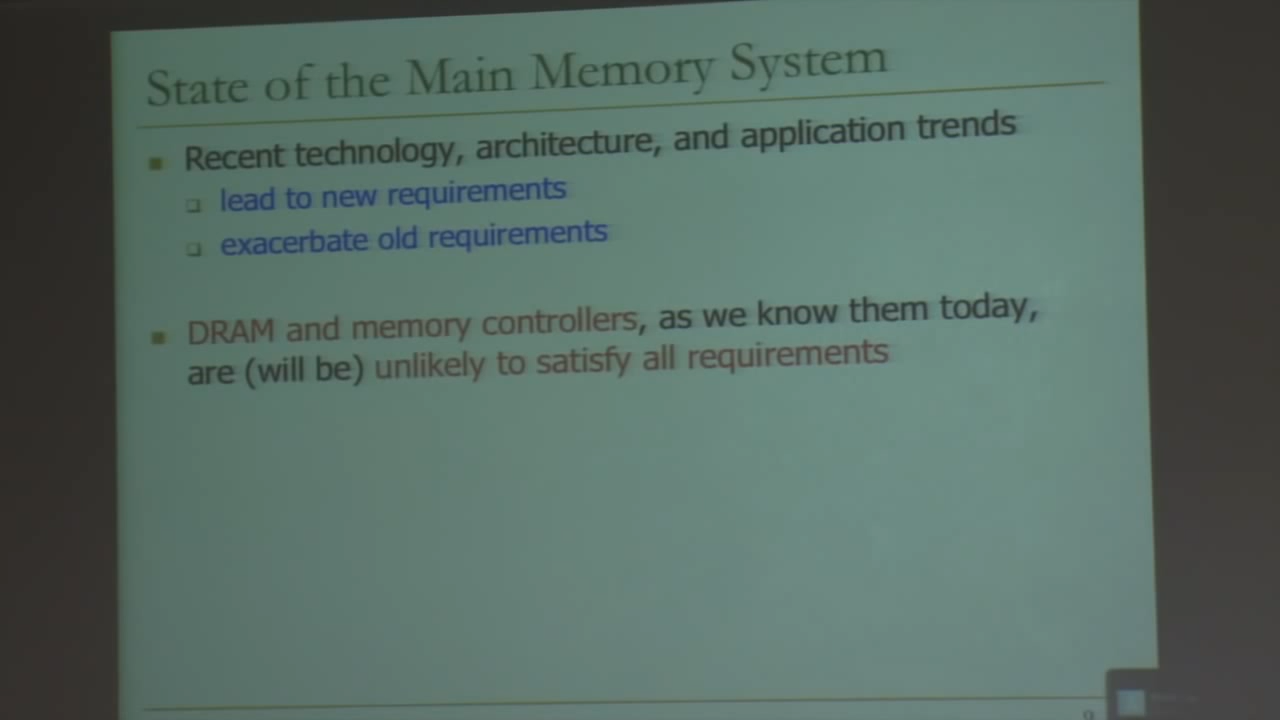 State of the Main Memory System
Recent technology, architecture, and application trends
lead to new requirements
exacerbate old requirements
DRAM and memory controllers, as we know them today,
are (will be) unlikely to satisfy all requirements